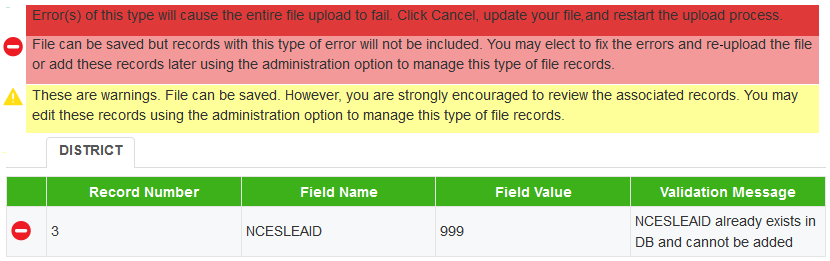 Error(s) of this type will cause the entire file upload to fail. Click Cancel, update your file,and restart the upload process.
File can be saved but records with this type of error will not be included. You may elect to fix the errors and re-upload the file
or add these records later using the administration option to manage this type of file records.
These are warnings. File can be saved. However, you are strongly encouraged to review the associated records. You may
edit these records using the administration option to manage this type of file records.
DISTRICT
Record Number Field Name Field Value Validation Message
3 NCESLEAID 999 NCESLEAID already exists in
DB and cannot be added